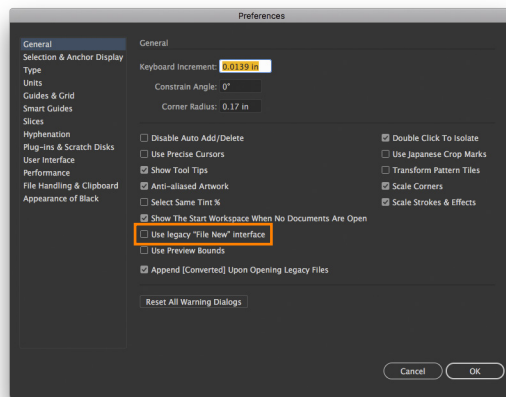 Preferences
General
Selection & Anchor Display
Type
Units
Guides & Grid
Smart Guides
Slices
Hyphenation
Plug-ins & Scratch Disks
User Interface
Performance
File Handling & Clipboard
Appearance of Black
General
Keyboard Increment: 0.0139 in
Constrain Angle: 0°
Corner Radius: 0.17 in
Disable Auto Add/Delete
Use Precise Cursors
Show Tool Tips
Anti-aliased Artwork
Select Same Tint %
Show The Start Workspace When No Documents Are Open
Use legacy "File New" interface
Use Preview Bounds
Append [Converted] Upon Opening Legacy Files
Double Click To Isolate
Use Japanese Crop Marks
Transform Pattern Tiles
Scale Corners
Scale Strokes & Effects
Reset All Warning Dialogs
Cancel
OK